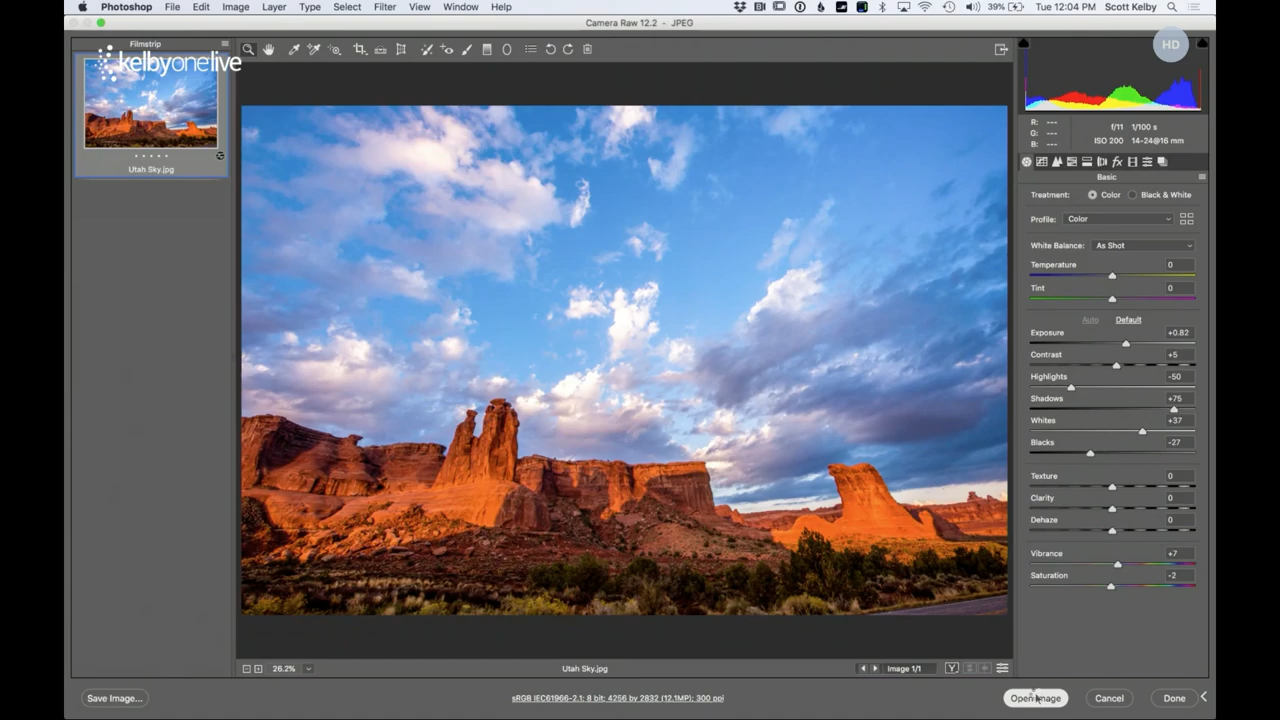 Photoshop File Edit Image Layer Type Select Filter View Window Help 39% Tue 12:04 PM Scott Kelby
Camera Raw 12.2 - JPEG
Filmstrip
kelbyonelive
HD
Utah Sky.jpg
R: ---
G: ---
B: ---
f/11 1/100 s
ISO 200 14-24@16 mm
fx
Basic
Treatment: Color Black & White
Profile: Color
White Balance: As Shot
Temperature 0
Tint 0
Auto Default
Exposure +0.82
Contrast +5
Highlights -50
Shadows +75
Whites +37
Blacks -27
Texture 0
Clarity 0
Dehaze 0
Vibrance +7
Saturation -2
26.2% Utah Sky.jpg Image 1/1 Y
Save Image... sRGB IEC61966-2.1; 8 bit; 4256 by 2832 (12.1MP); 300 ppi Open Image Cancel Done